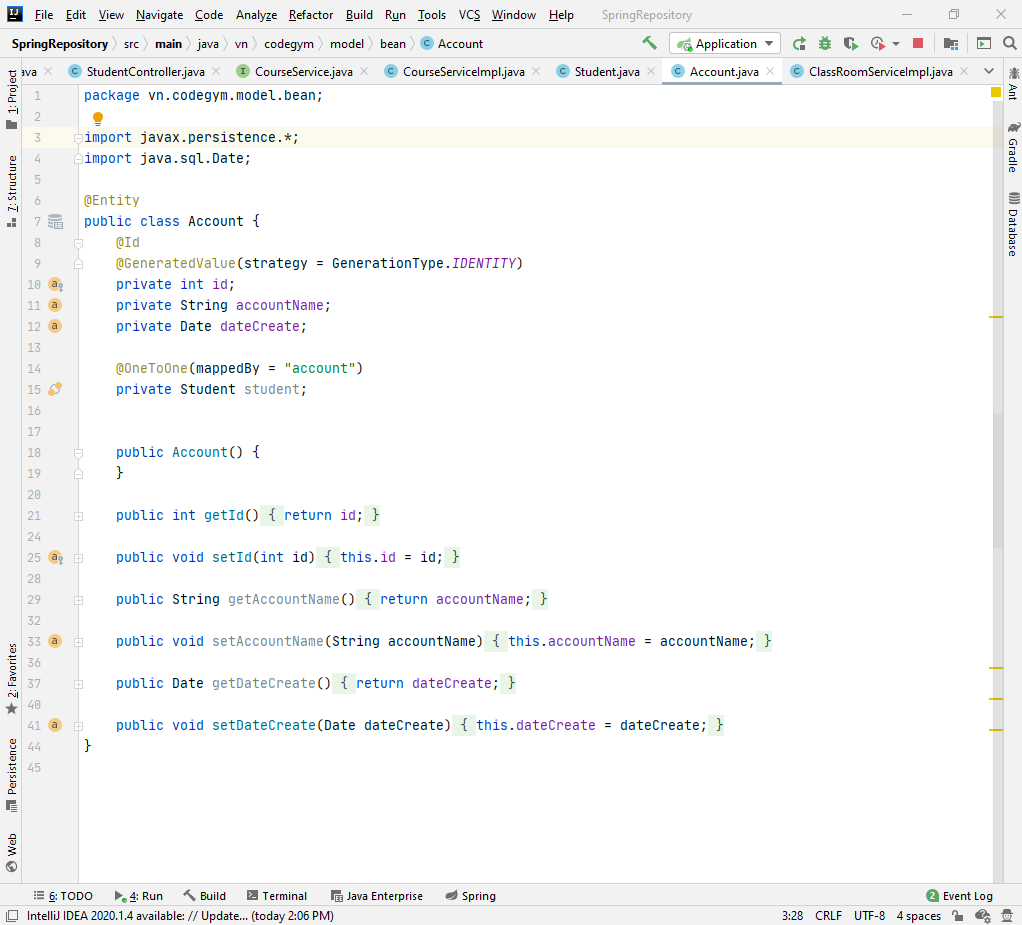 File Edit View Navigate Code Analyze Refactor Build Run Tools VCS Window Help SpringRepository
SpringRepository src main java vn codegym model bean Account Application
ava StudentController.java CourseService.java CourseServiceImpl.java Student.java Account.java ClassRoomServiceImpl.java
1: Project
7: Structure
2: Favorites
Persistence
Web
Ant
Gradle
Database
1 package vn.codegym.model.bean;
2
3 import javax.persistence.*;
4 import java.sql.Date;
5
6 @Entity
7 public class Account {
8 @Id
9 @GeneratedValue(strategy = GenerationType.IDENTITY)
10 private int id;
11 private String accountName;
12 private Date dateCreate;
13
14 @OneToOne(mappedBy = "account")
15 private Student student;
16
17
18 public Account() {
19 }
20
21 public int getId() { return id; }
24
25 public void setId(int id) { this.id = id; }
28
29 public String getAccountName() { return accountName; }
32
33 public void setAccountName(String accountName) { this.accountName = accountName; }
36
37 public Date getDateCreate() { return dateCreate; }
40
41 public void setDateCreate(Date dateCreate) { this.dateCreate = dateCreate; }
44 }
45
6: TODO 4: Run Build Terminal Java Enterprise Spring 2 Event Log
IntelliJ IDEA 2020.1.4 available: // Update... (today 2:06 PM) 3:28 CRLF UTF-8 4 spaces